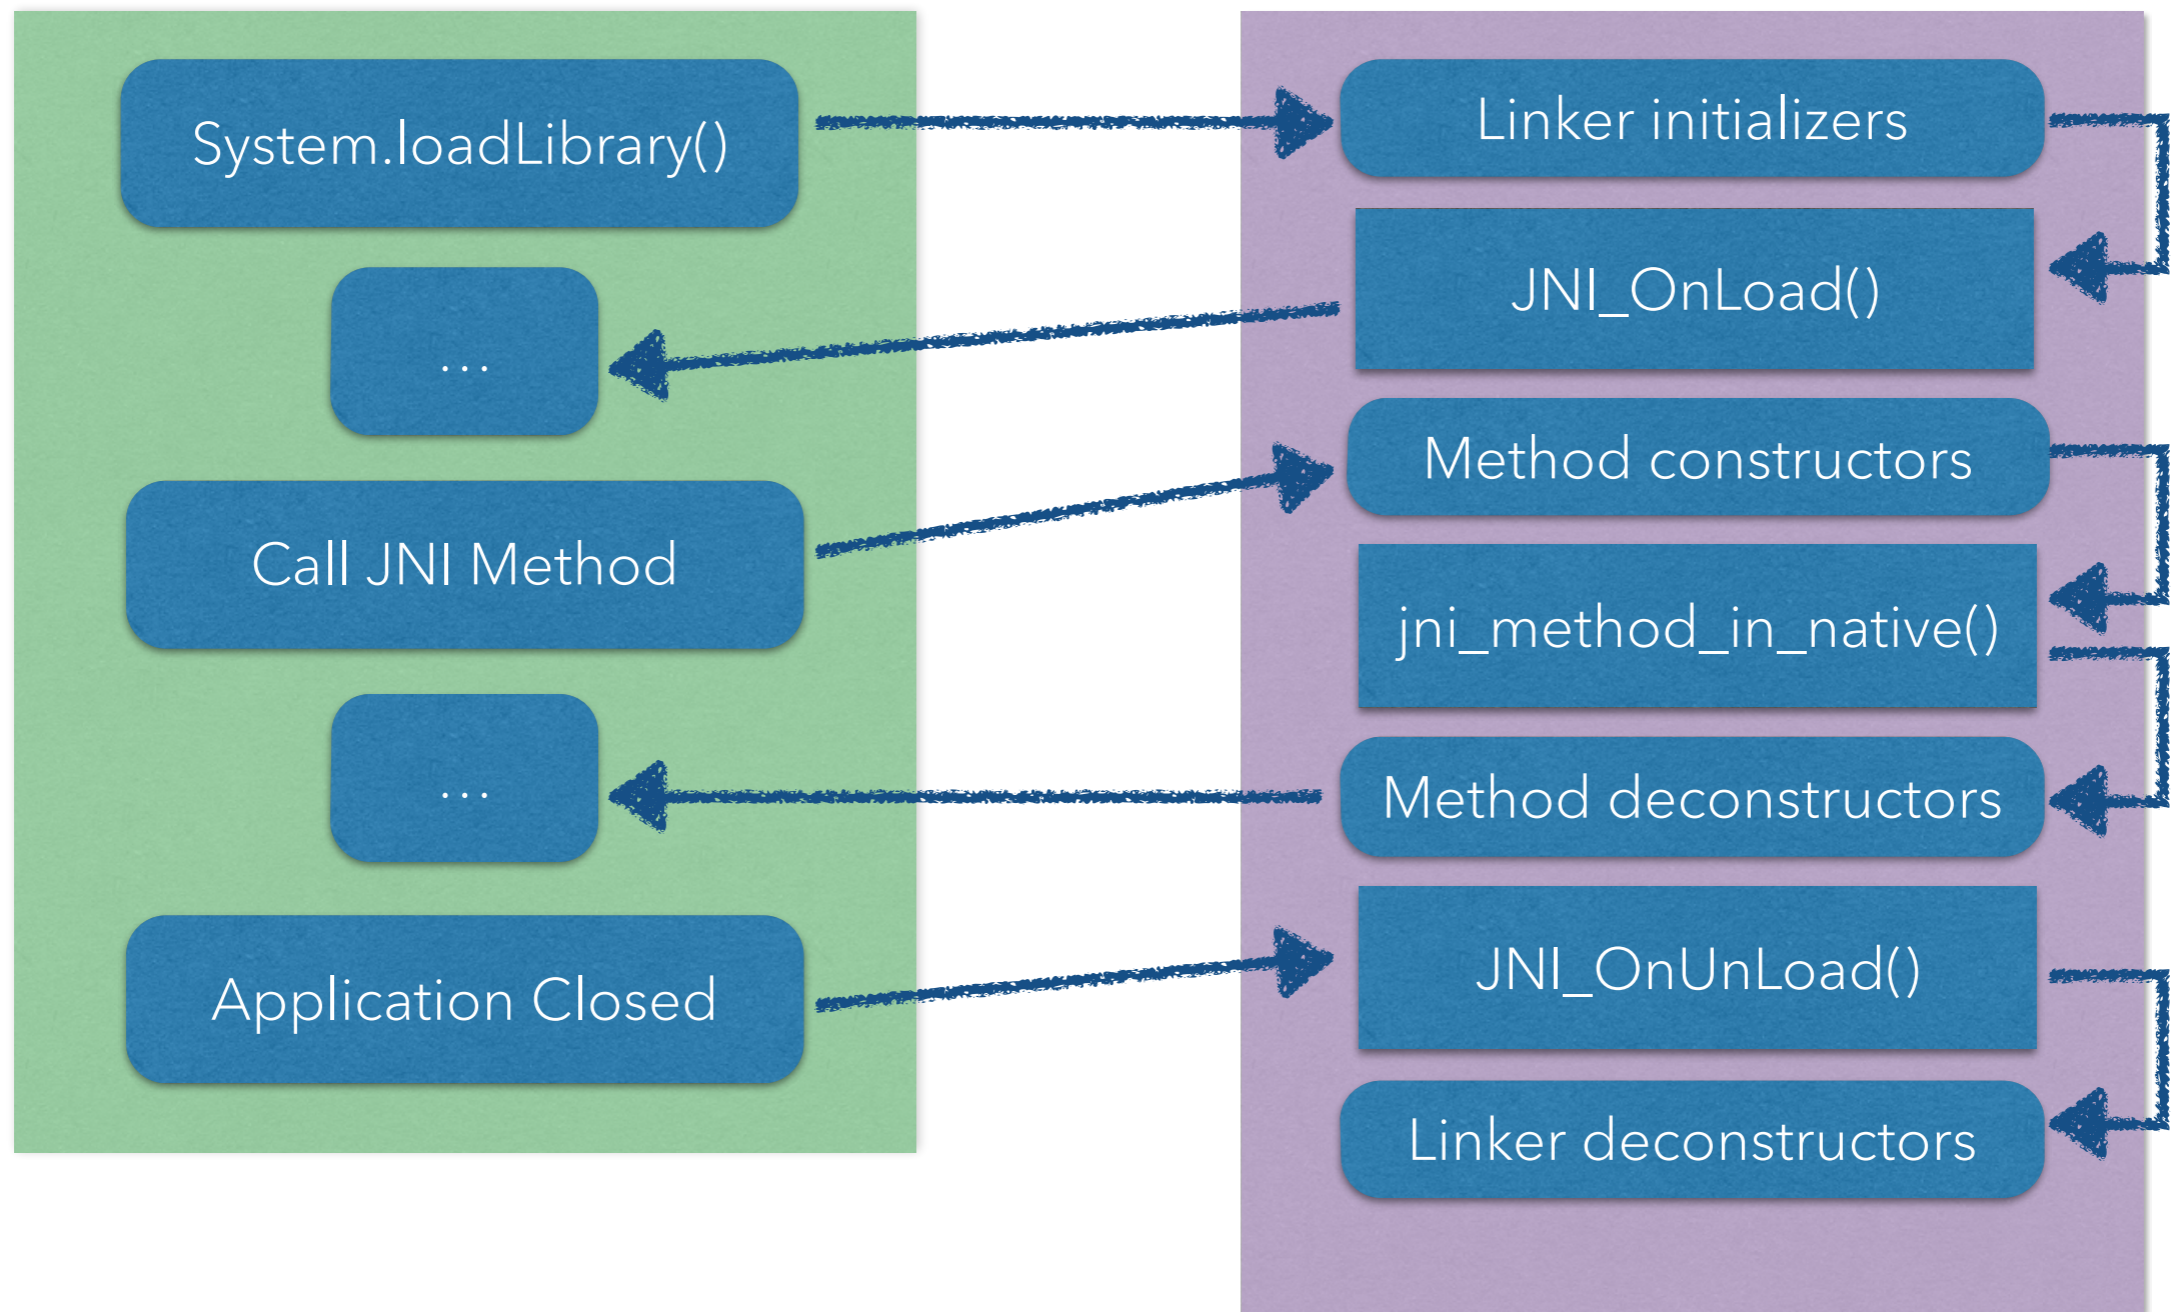 System.loadLibrary()
...
Call JNI Method
...
Application Closed
Linker initializers
JNI_OnLoad()
Method constructors
jni_method_in_native()
Method deconstructors
JNI_OnUnLoad()
Linker deconstructors